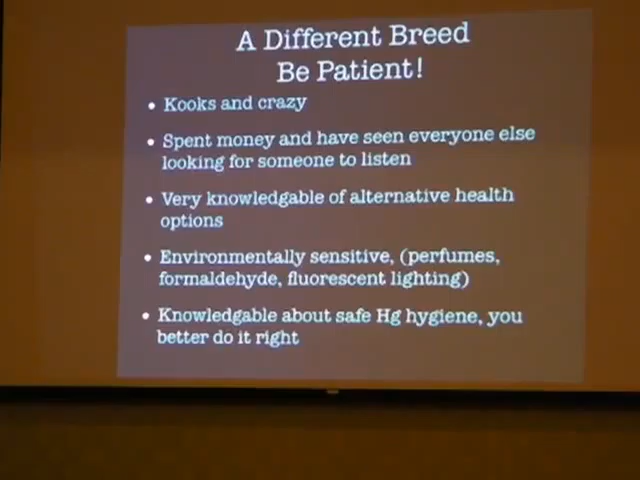 A Different Breed
Be Patient!
• Kooks and crazy
• Spent money and have seen everyone else
looking for someone to listen
• Very knowledgable of alternative health
options
• Environmentally sensitive, (perfumes,
formaldehyde, fluorescent lighting)
• Knowledgable about safe Hg hygiene, you
better do it right